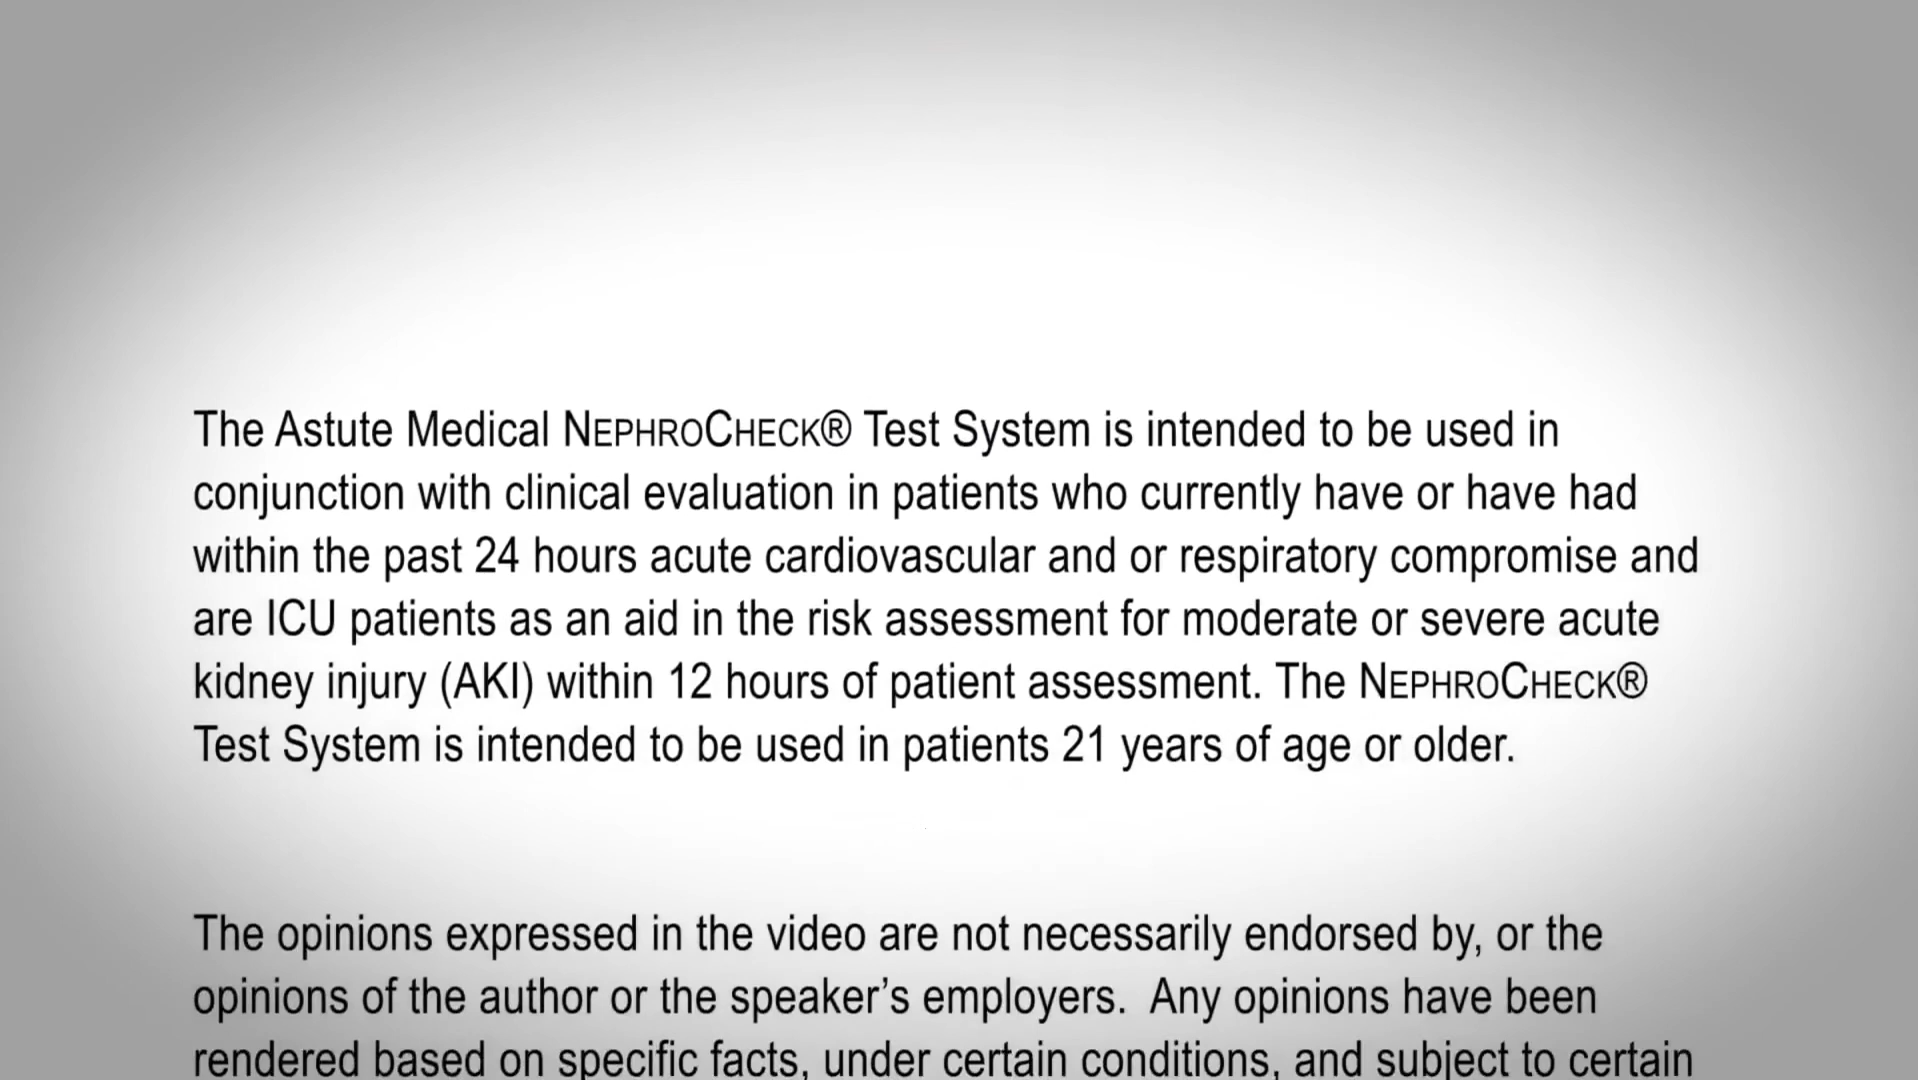 The Astute Medical NEPHROCHECK® Test System is intended to be used in
conjunction with clinical evaluation in patients who currently have or have had
within the past 24 hours acute cardiovascular and or respiratory compromise and
are ICU patients as an aid in the risk assessment for moderate or severe acute
kidney injury (AKI) within 12 hours of patient assessment. The NEPHROCHECK®
Test System is intended to be used in patients 21 years of age or older.
The opinions expressed in the video are not necessarily endorsed by, or the
opinions of the author or the speaker’s employers.  Any opinions have been
rendered based on specific facts, under certain conditions, and subject to certain